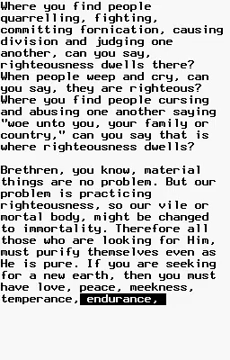 Where you find people
quarrelling, fighting,
committing fornication, causing
division and judging one
another, can you say,
righteousness dwells there?
When people weep and cry, can
you say, they are righteous?
Where you find people cursing
and abusing one another saying
"woe unto you, your family or
country," can you say that is
where righteousness dwells?

Brethren, you know, material
things are no problem. But our
problem is practicing
righteousness, so our vile or
mortal body, might be changed
to immortality. Therefore all
those who are looking for Him,
must purify themselves even as
He is pure. If you are seeking
for a new earth, then you must
have love, peace, meekness,
temperance, endurance,